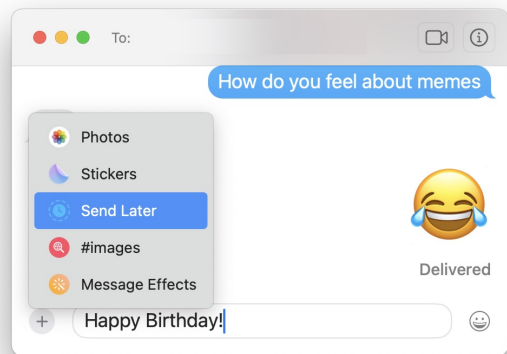 To:
How do you feel about memes
Photos
Stickers
Send Later
#images
Message Effects
Delivered
Happy Birthday!